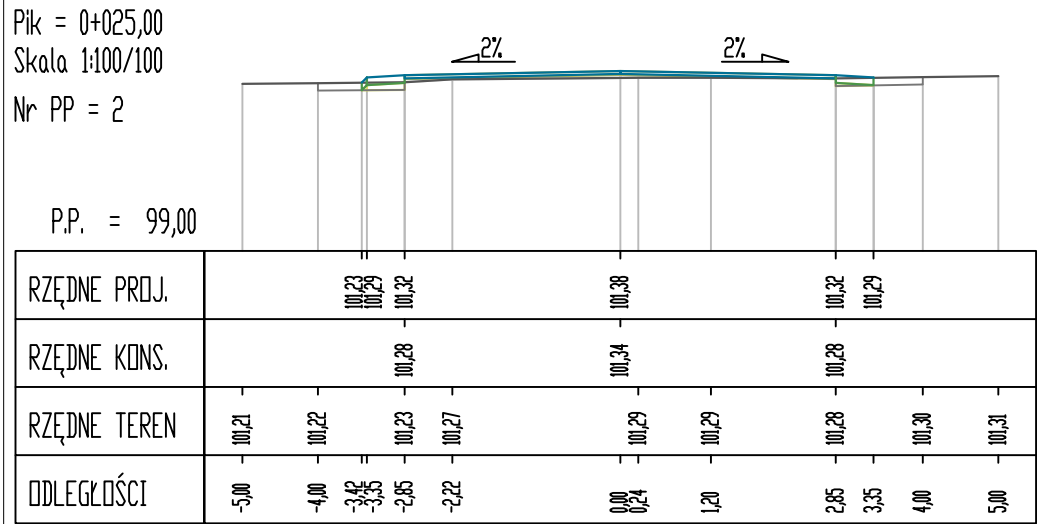 Pik = 0+025,00
Skala 1:100/100
Nr PP = 2
2% 2%
P.P. = 99,00
RZĘDNE PROJ. 101,23 101,29 101,32 101,38 101,32 101,29
RZĘDNE KONS. 101,28 101,34 101,28
RZĘDNE TEREN 101,21 101,22 101,23 101,27 101,29 101,29 101,28 101,30 101,31
ODLEGŁOŚCI -5,00 -4,00 -3,42 -3,35 -2,85 -2,22 0,00 0,24 1,20 2,85 3,35 4,00 5,00